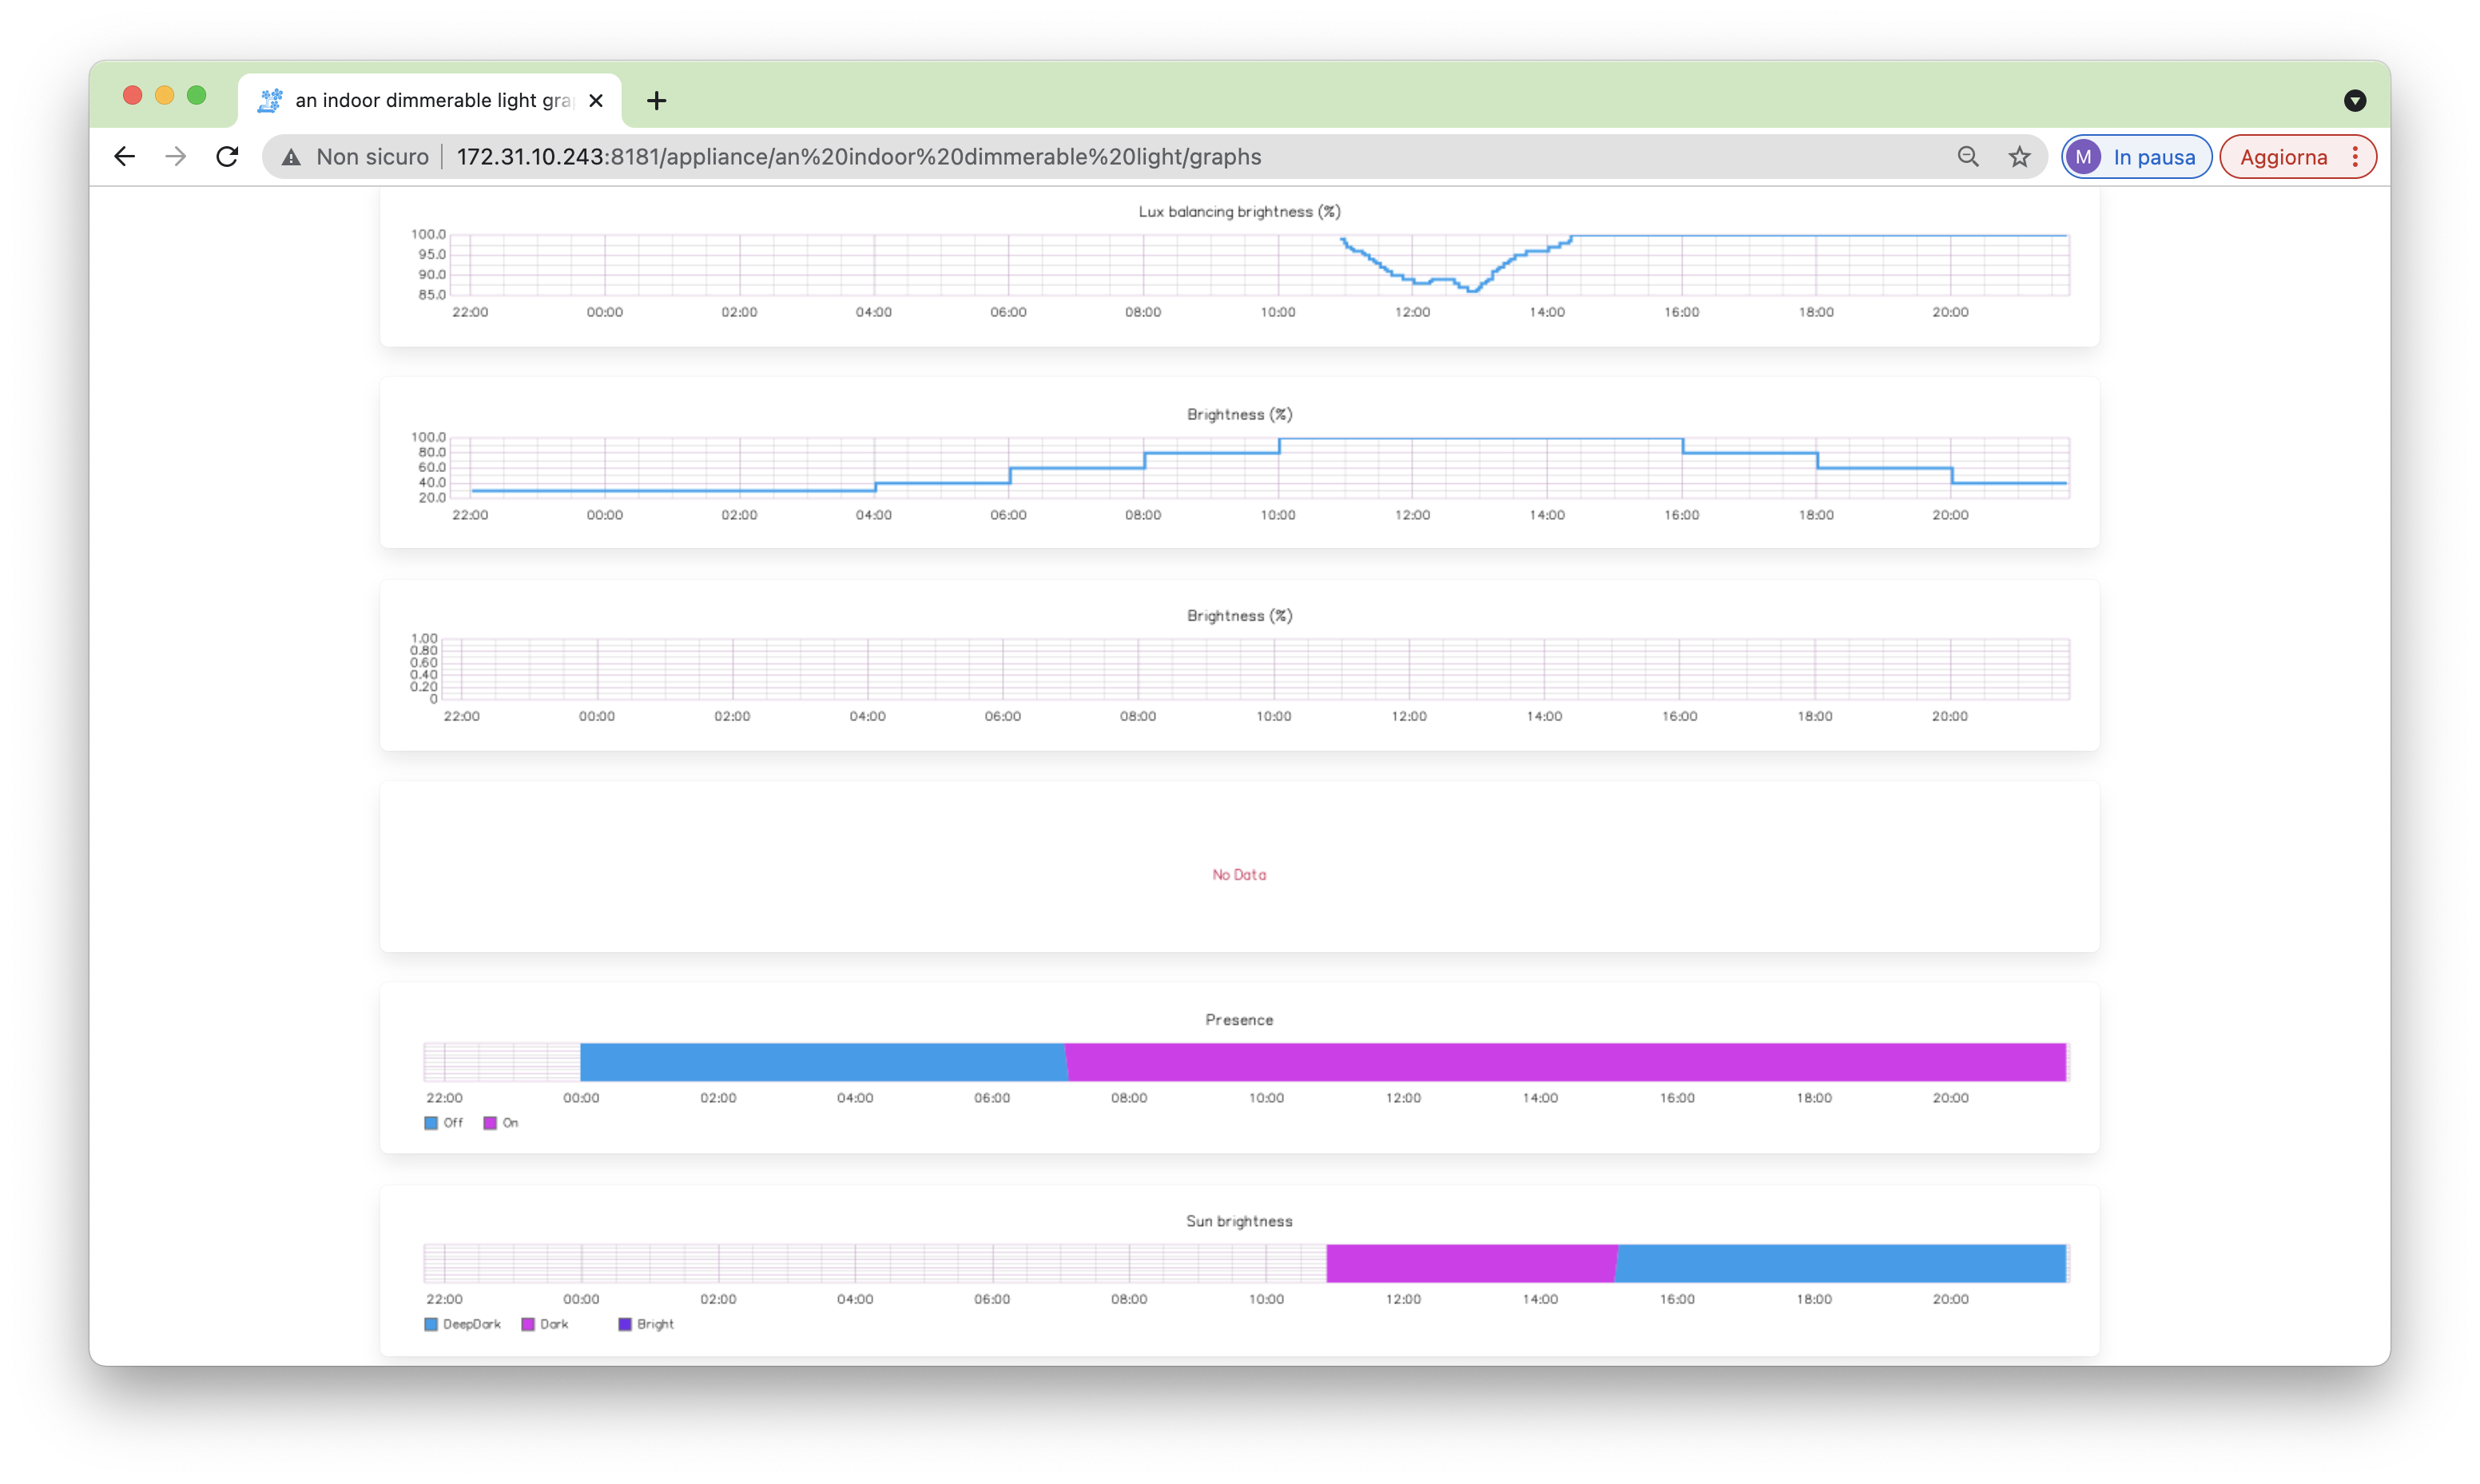 an indoor dimmerable light gra
Non sicuro 172.31.10.243:8181/appliance/an%20indoor%20dimmerable%20light/graphs M In pausa Aggiorna
Lux balancing brightness (%)
100.0
95.0
90.0
85.0
22:00 00:00 02:00 04:00 06:00 08:00 10:00 12:00 14:00 16:00 18:00 20:00
Brightness (%)
100.0
80.0
60.0
40.0
20.0
22:00 00:00 02:00 04:00 06:00 08:00 10:00 12:00 14:00 16:00 18:00 20:00
Brightness (%)
1.00
0.80
0.60
0.40
0.20
0
22:00 00:00 02:00 04:00 06:00 08:00 10:00 12:00 14:00 16:00 18:00 20:00
No Data
Presence
22:00 00:00 02:00 04:00 06:00 08:00 10:00 12:00 14:00 16:00 18:00 20:00
Off On
Sun brightness
22:00 00:00 02:00 04:00 06:00 08:00 10:00 12:00 14:00 16:00 18:00 20:00
DeepDark Dark Bright